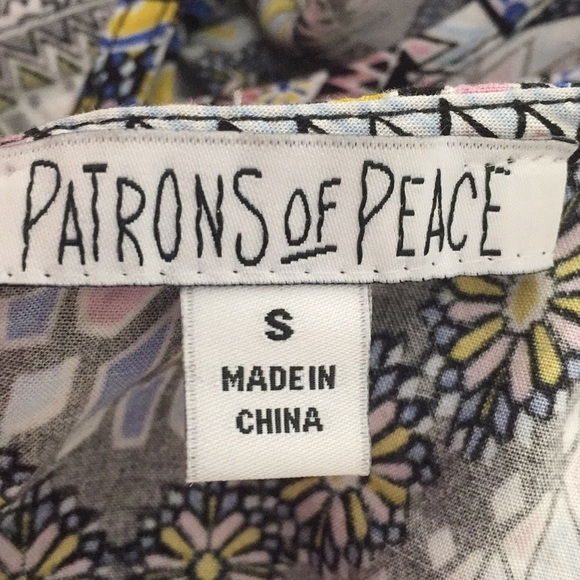 PATRONS OF PEACE
S
MADE IN
CHINA